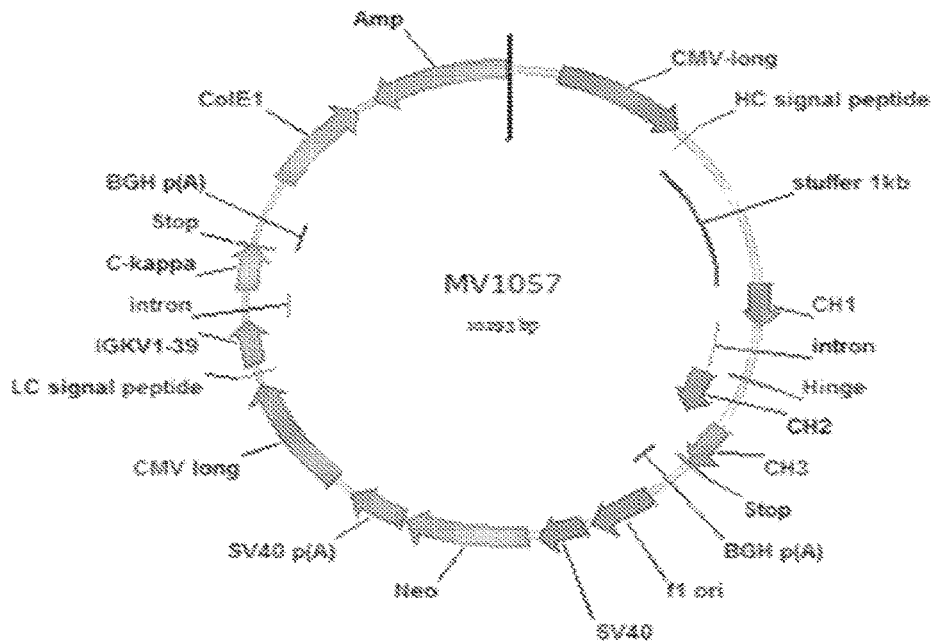 Amp
CMV-long
ColE1
HC signal peptide
BGH p(A)
stuffer 1kb
Stop
C-kappa
MV1057
intron
CH1
IGKV1-39
intron
LC signal peptide
Hinge
CH2
CMV long
CH3
Stop
SV40 p(A)
BGH p(A)
Neo
f1 ori
SV40